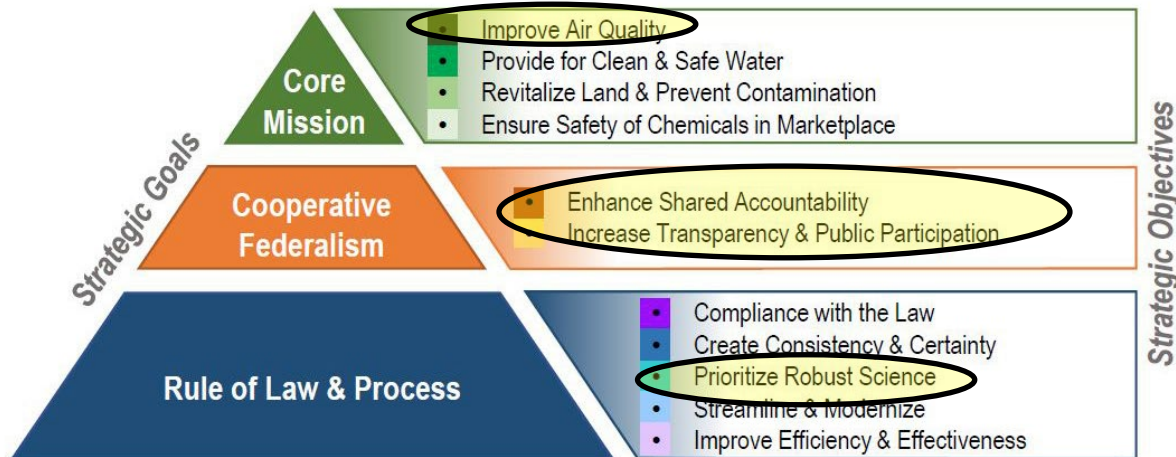 Strategic Goals
Core
Mission
• Improve Air Quality
• Provide for Clean & Safe Water
• Revitalize Land & Prevent Contamination
• Ensure Safety of Chemicals in Marketplace
Cooperative
Federalism
• Enhance Shared Accountability
• Increase Transparency & Public Participation
Rule of Law & Process
• Compliance with the Law
• Create Consistency & Certainty
• Prioritize Robust Science
• Streamline & Modernize
• Improve Efficiency & Effectiveness
Strategic Objectives